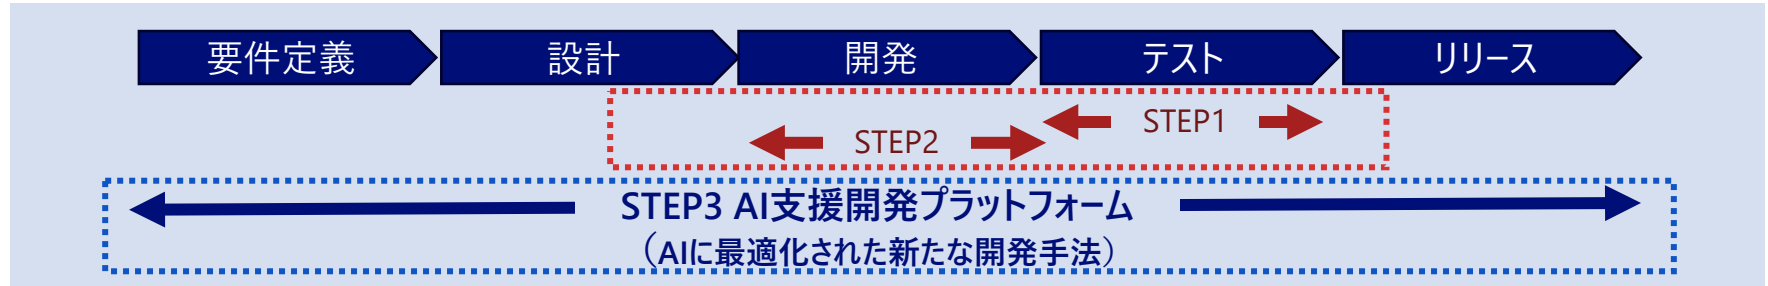 要件定義
設計
開発
テスト
リリース
STEP1
STEP2
STEP3 AI支援開発プラットフォーム
（AIに最適化された新たな開発手法）